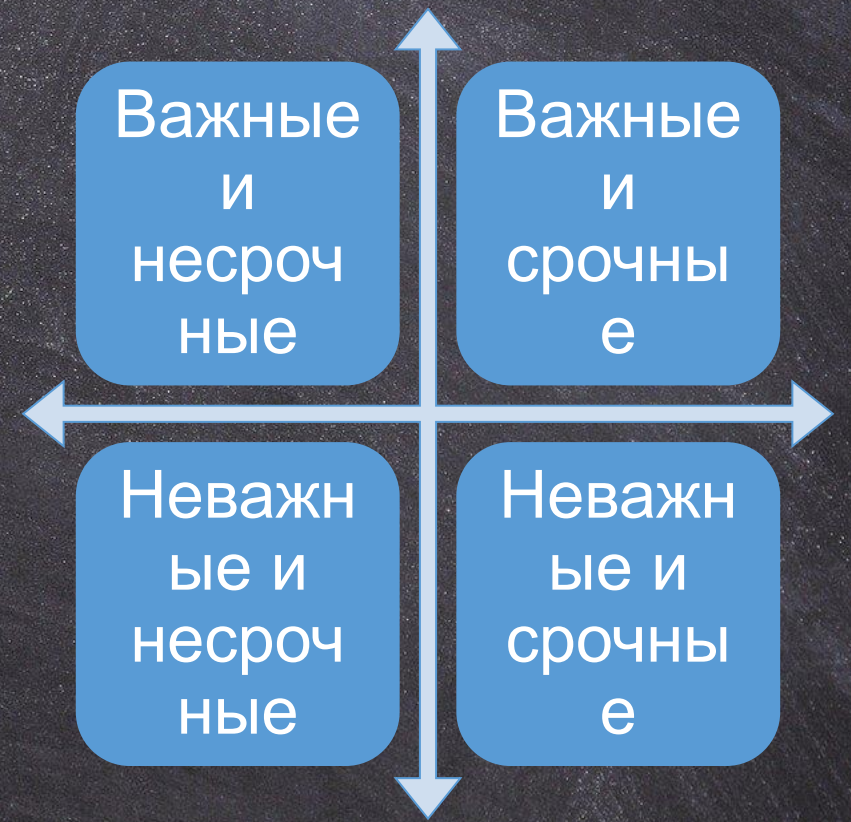 Важные
и
несроч
ные
Важные
и
срочны
е
Неважн
ые и
несроч
ные
Неважн
ые и
срочны
е